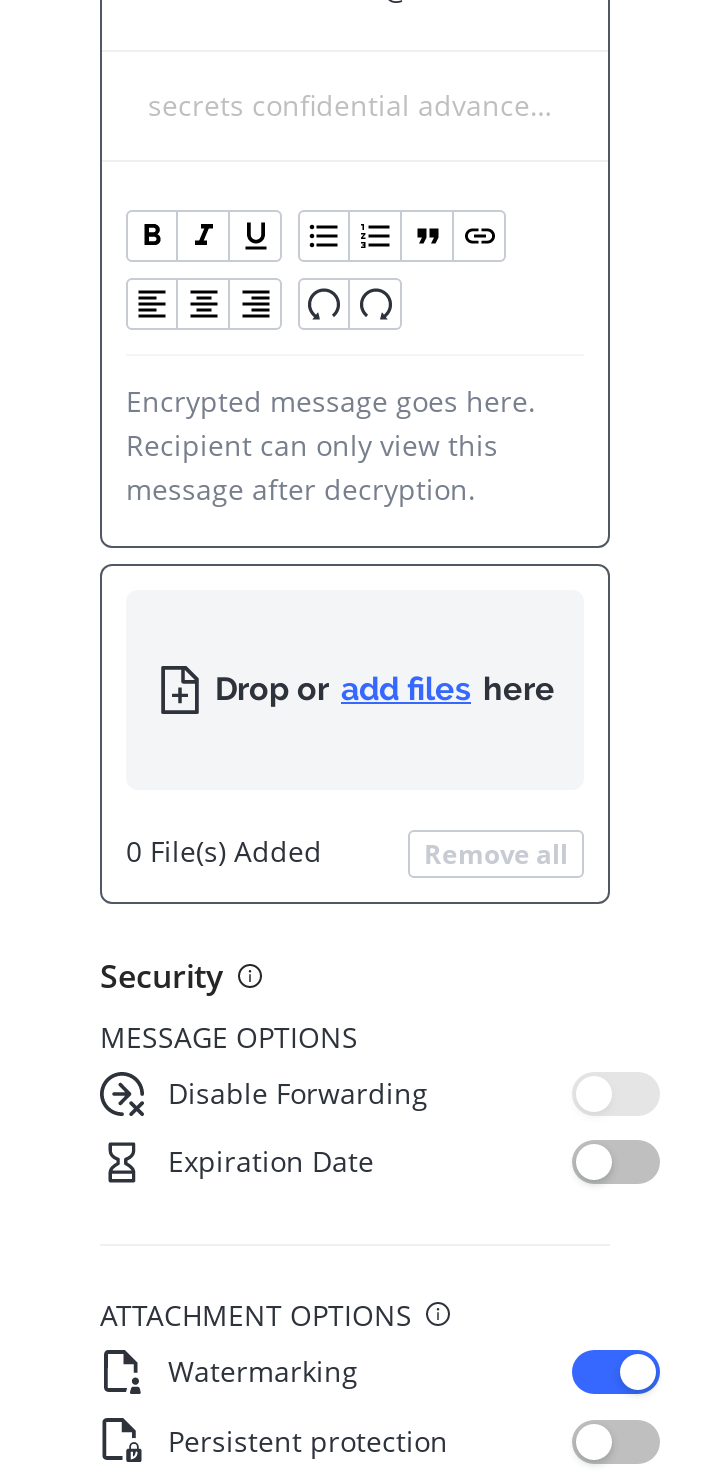 secrets confidential advance...
B I U
Encrypted message goes here.
Recipient can only view this
message after decryption.
Drop or add files here
0 File(s) Added
Remove all
Security
MESSAGE OPTIONS
Disable Forwarding
Expiration Date
ATTACHMENT OPTIONS
Watermarking
Persistent protection